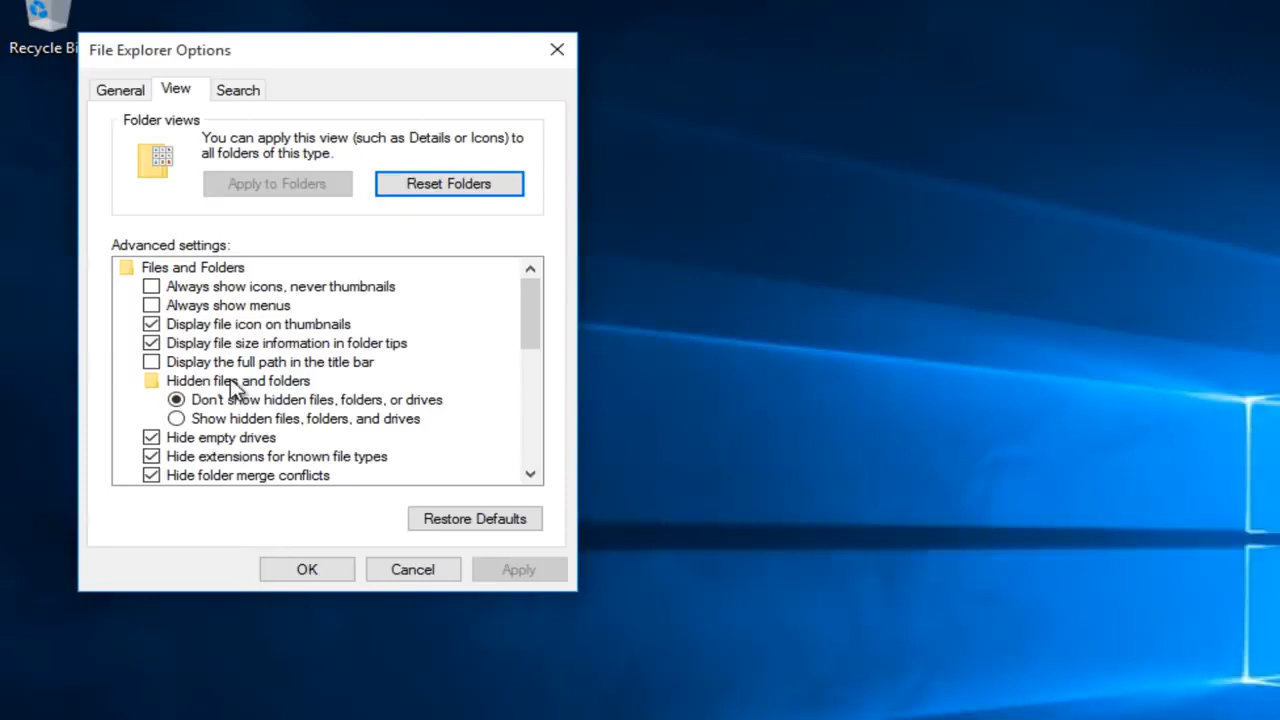 Recycle Bi
File Explorer Options
General
View
Search
Folder views
You can apply this view (such as Details or Icons) to
all folders of this type.
Apply to Folders
Reset Folders
Advanced settings:
Files and Folders
Always show icons, never thumbnails
Always show menus
Display file icon on thumbnails
Display file size information in folder tips
Display the full path in the title bar
Hidden files and folders
Don't show hidden files, folders, or drives
Show hidden files, folders, and drives
Hide empty drives
Hide extensions for known file types
Hide folder merge conflicts
Restore Defaults
OK
Cancel
Apply